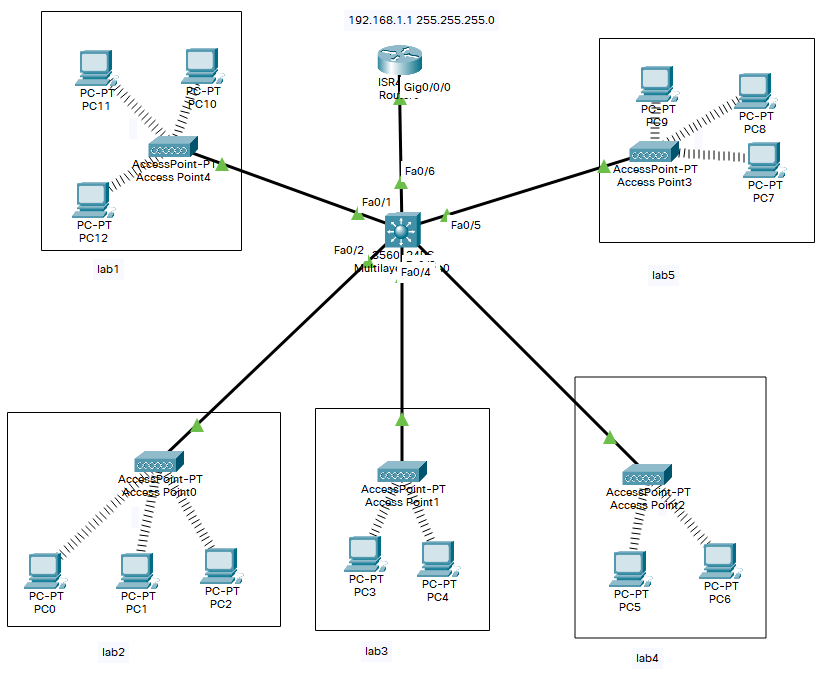 192.168.1.1 255.255.255.0
Gig0/0/0
PC-PT
PC11
PC-PT
PC10
AccessPoint-PT
Access Point4
PC-PT
PC12
lab1
PC-PT
PC9
PC-PT
PC8
AccessPoint-PT
Access Point3
PC-PT
PC7
lab5
Fa0/6
Fa0/1
Fa0/5
Fa0/2
Fa0/4
AccessPoint-PT
Access Point0
PC-PT
PC0
PC-PT
PC1
PC-PT
PC2
lab2
AccessPoint-PT
Access Point1
PC-PT
PC3
PC-PT
PC4
lab3
AccessPoint-PT
Access Point2
PC-PT
PC5
PC-PT
PC6
lab4